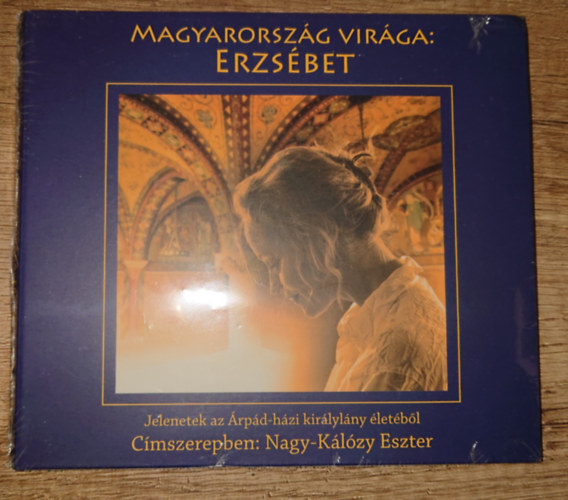 Magyarország virága:
Erzsébet
Jelenetek az Árpád-házi királylány életéből
Címszerepben: Nagy-Kálózy Eszter